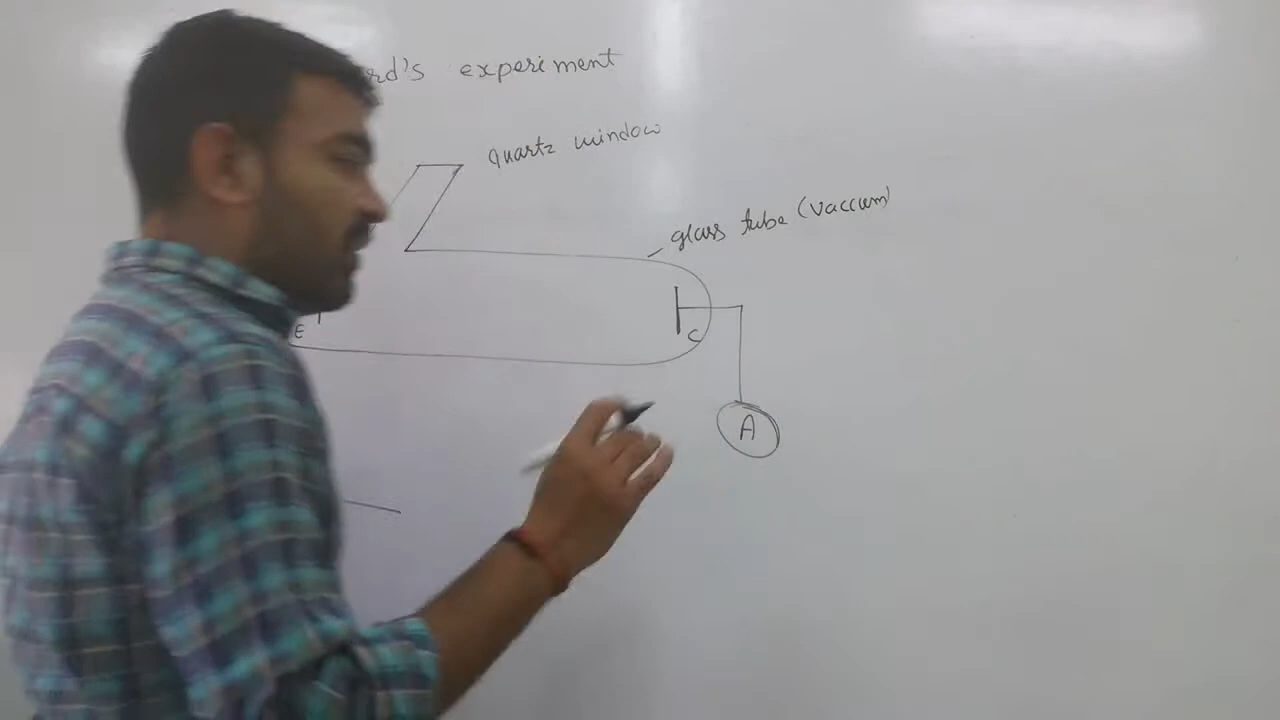 rd's experiment
quartz window
glass tube (vaccum)
E
C
A